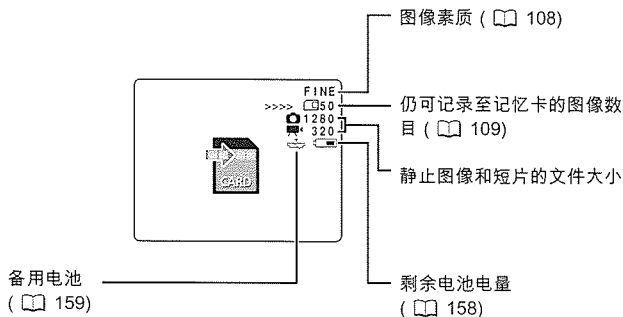 图像素质 ( 108)
FINE
>>>> 50
仍可记录至记忆卡的图像数
目 ( 109)
1280
320
静止图像和短片的文件大小
CARD
备用电池
( 159)
剩余电池电量
( 158)